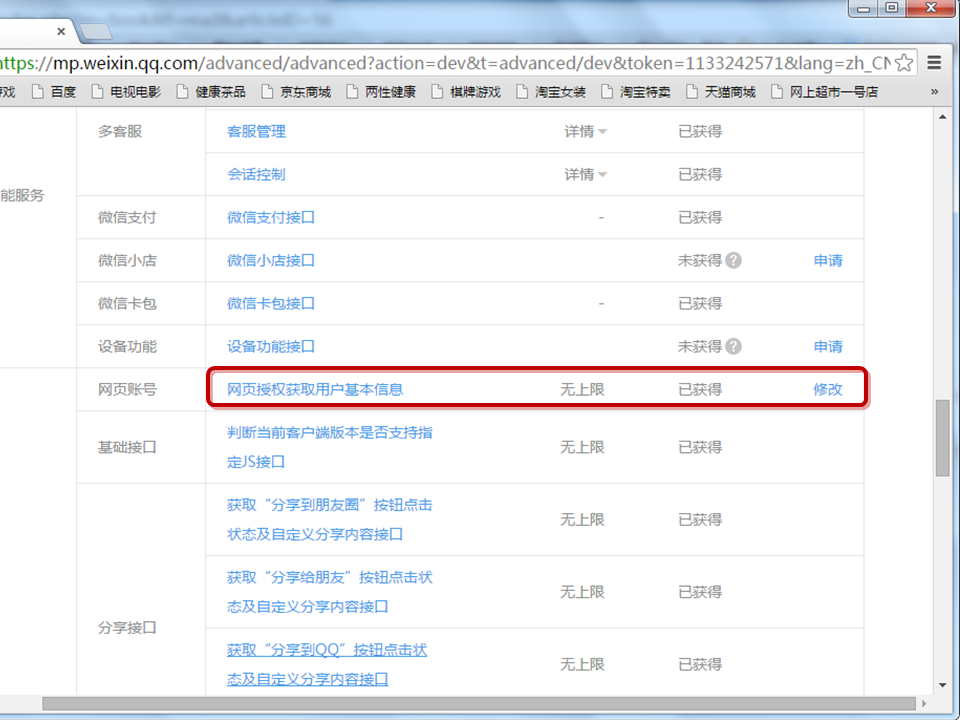 https://mp.weixin.qq.com/advanced/advanced?action=dev&t=advanced/dev&token=1133242571&lang=zh_CN
戏 百度 电视电影 健康茶品 京东商城 两性健康 棋牌游戏 淘宝女装 淘宝特卖 天猫商城 网上超市一号店 »
多客服 客服管理 详情 已获得
会话控制 详情 已获得
能服务
微信支付 微信支付接口 - 已获得
微信小店 微信小店接口 未获得 ? 申请
微信卡包 微信卡包接口 - 已获得
设备功能 设备功能接口 未获得 ? 申请
网页账号 网页授权获取用户基本信息 无上限 已获得 修改
基础接口 判断当前客户端版本是否支持指
定JS接口 无上限 已获得
获取“分享到朋友圈”按钮点击
状态及自定义分享内容接口 无上限 已获得
获取“分享给朋友”按钮点击状
态及自定义分享内容接口 无上限 已获得
分享接口
获取“分享到QQ”按钮点击状
态及自定义分享内容接口 无上限 已获得